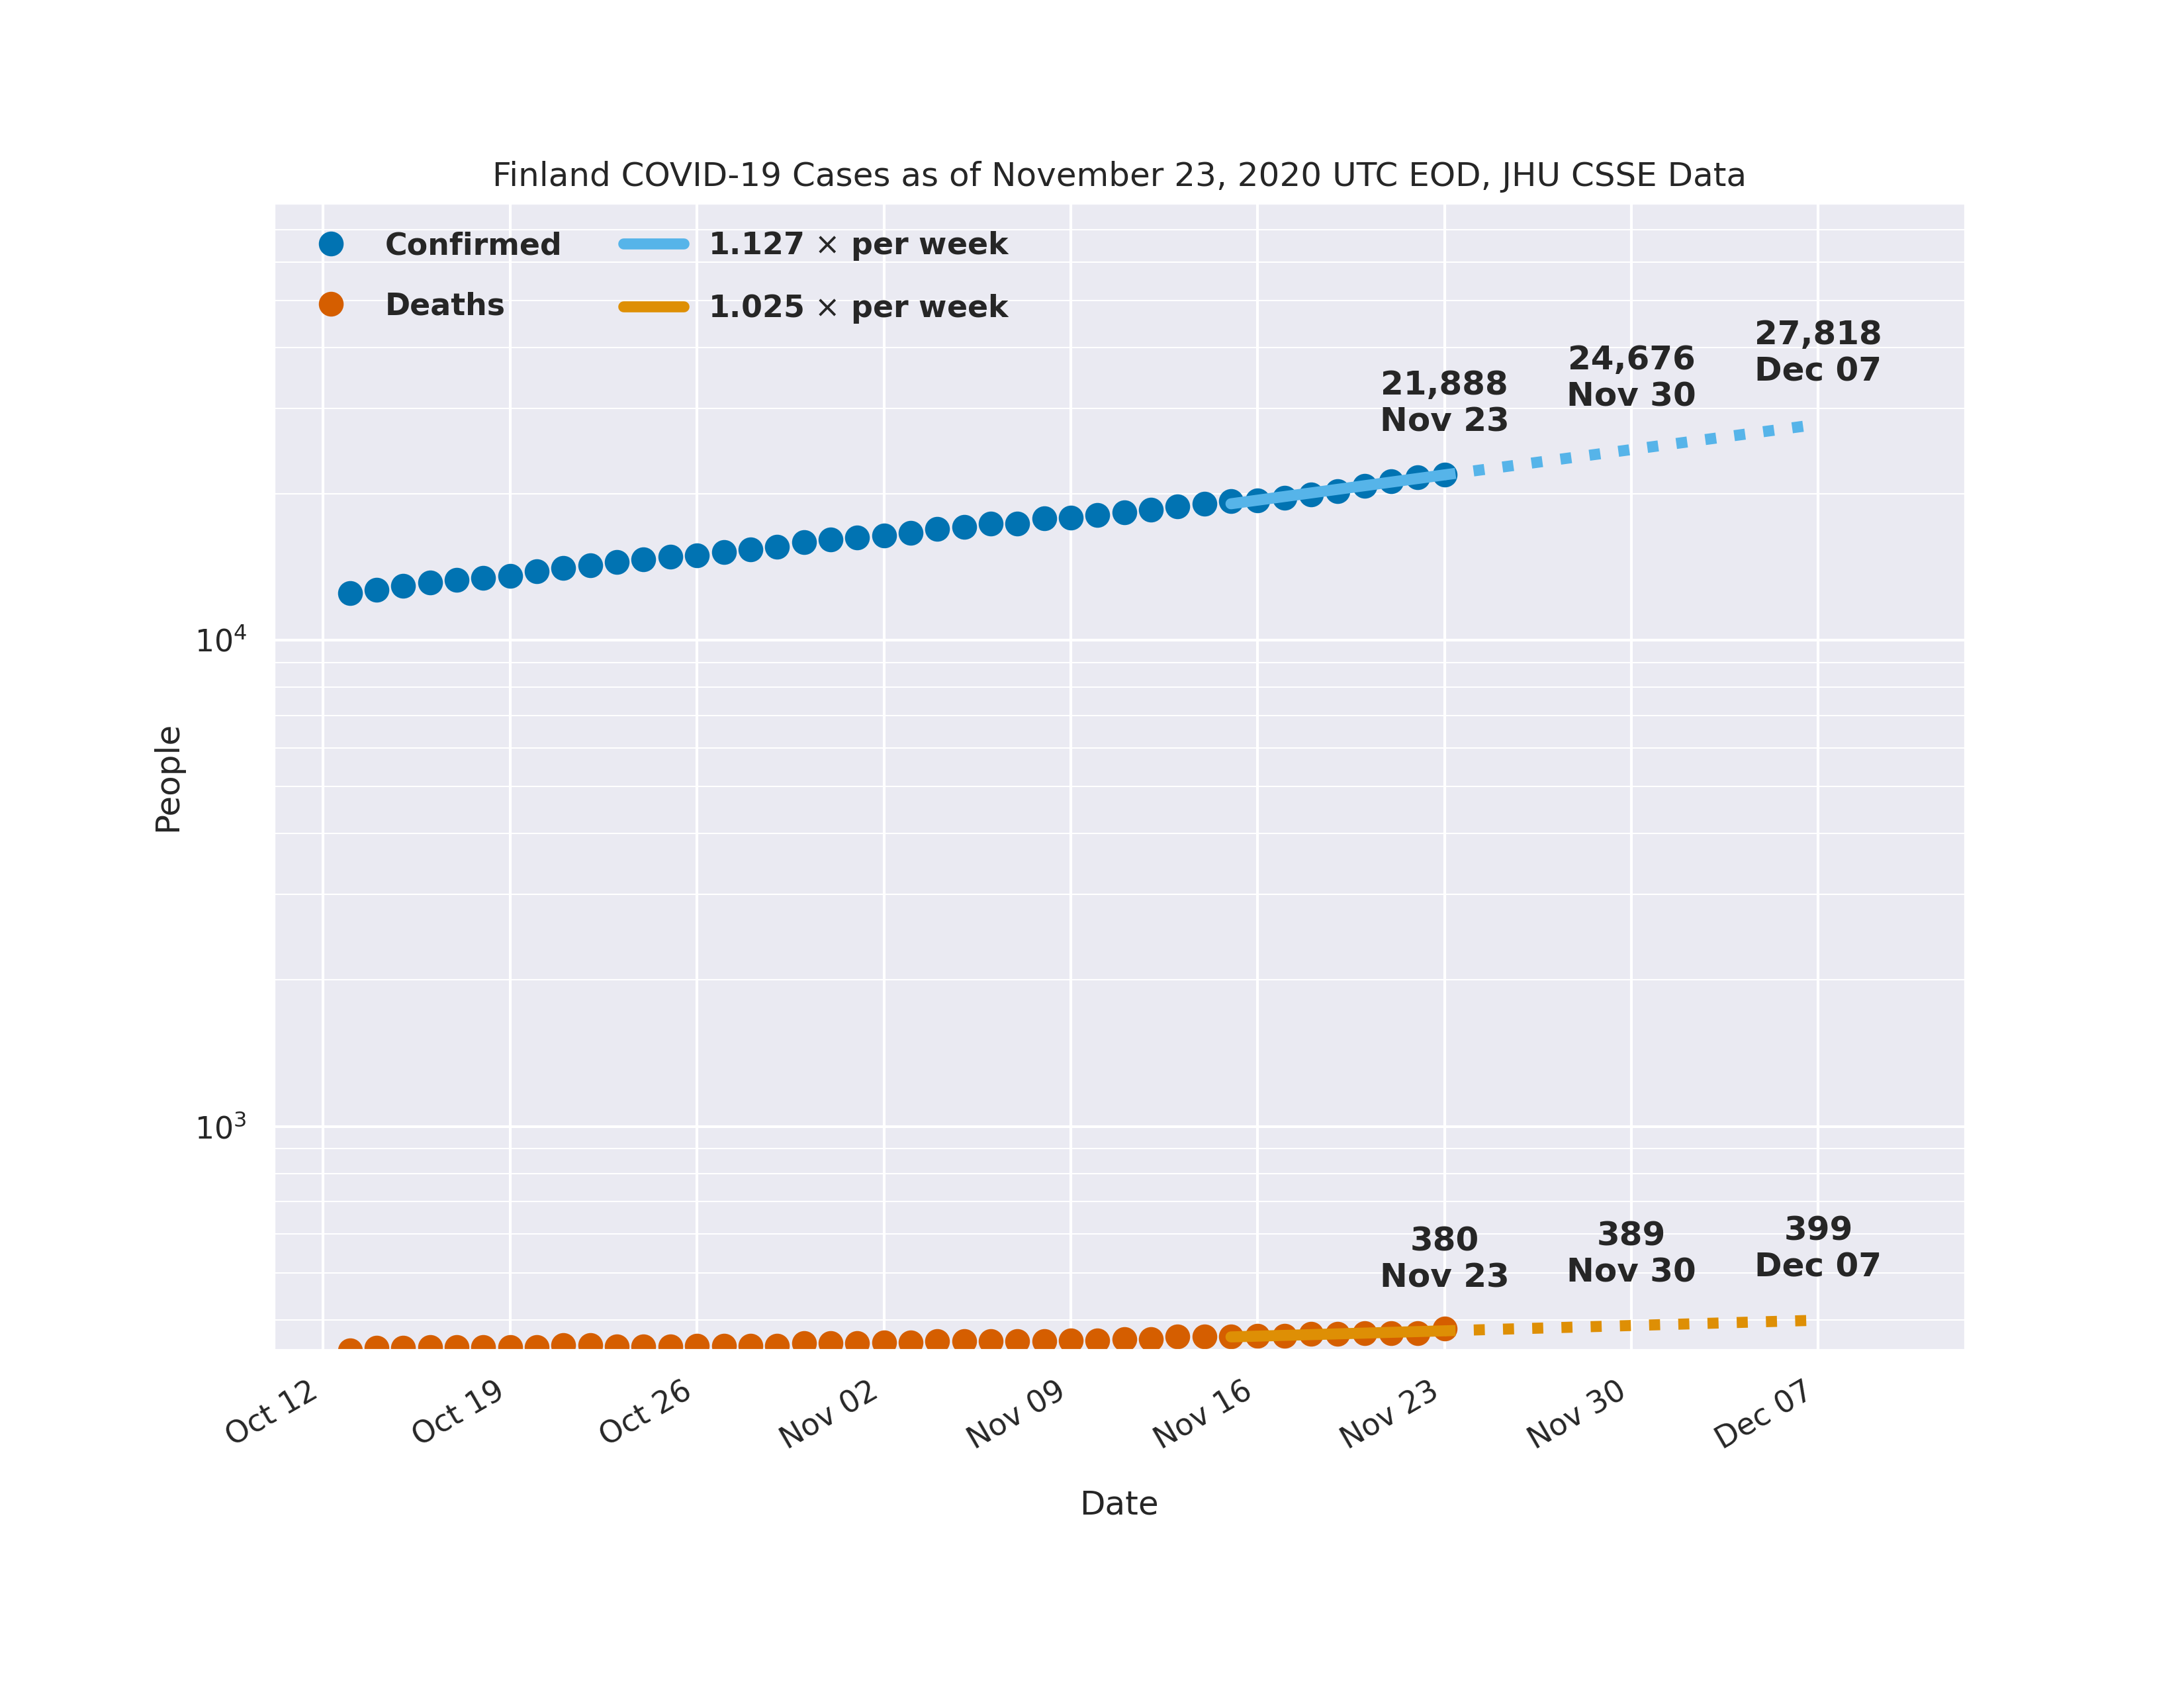 Finland COVID-19 Cases as of November 23, 2020 UTC EOD, JHU CSSE Data
Confirmed
Deaths
1.127 × per week
1.025 × per week
21,888
Nov 23
24,676
Nov 30
27,818
Dec 07
10⁴
10³
People
380
Nov 23
389
Nov 30
399
Dec 07
Oct 12
Oct 19
Oct 26
Nov 02
Nov 09
Nov 16
Nov 23
Nov 30
Dec 07
Date